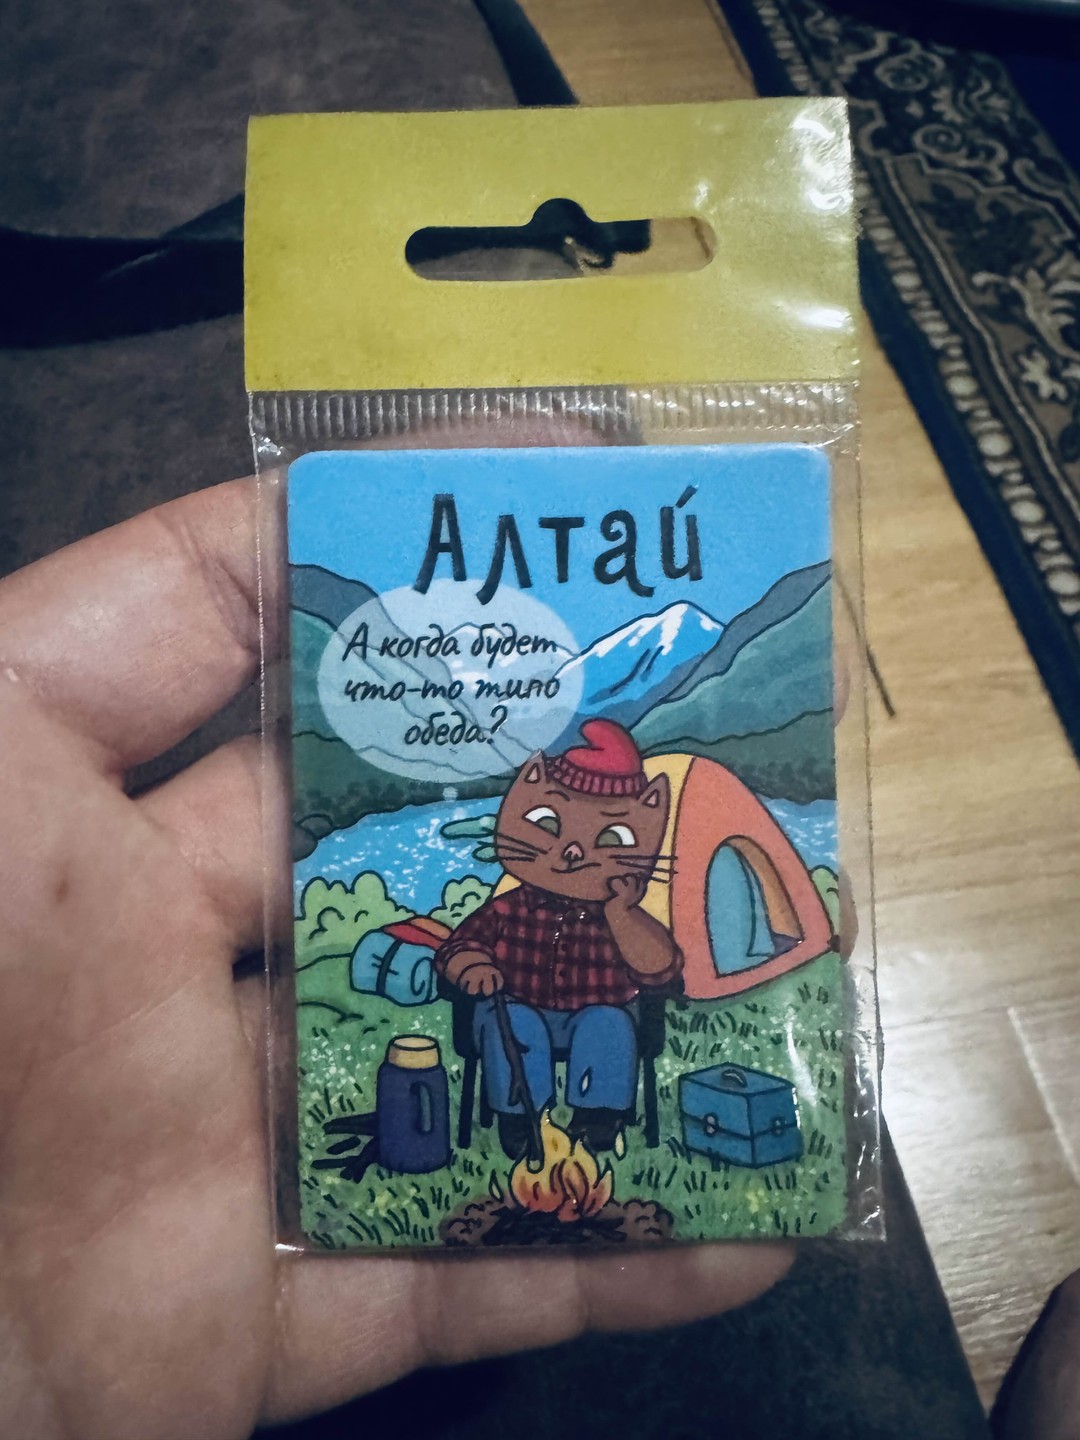 Алтай
А когда будет
что-то типо
обеда?